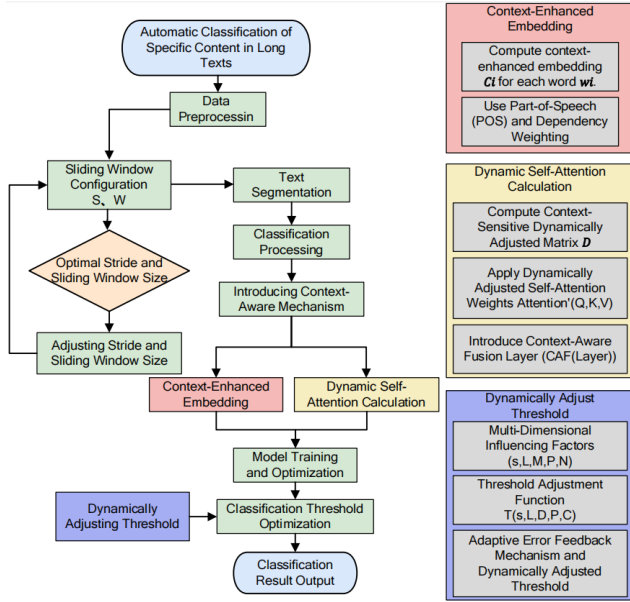 Automatic Classification of
Specific Content in Long
Texts
Data
Preprocessin
Sliding Window
Configuration
S、W
Text
Segmentation
Classification
Processing
Optimal Stride and
Sliding Window Size
Introducing Context-
Aware Mechanism
Adjusting Stride and
Sliding Window Size
Context-Enhanced
Embedding
Dynamic Self-
Attention Calculation
Model Training
and Optimization
Dynamically
Adjusting Threshold
Classification Threshold
Optimization
Classification
Result Output
Context-Enhanced
Embedding
Compute context-
enhanced embedding
Ci for each word wi.
Use Part-of-Speech
(POS) and Dependency
Weighting
Dynamic Self-Attention
Calculation
Compute Context-
Sensitive Dynamically
Adjusted Matrix D
Apply Dynamically
Adjusted Self-Attention
Weights Attention'(Q,K,V)
Introduce Context-Aware
Fusion Layer (CAF(Layer))
Dynamically Adjust
Threshold
Multi-Dimensional
Influencing Factors
(s,L,M,P,N)
Threshold Adjustment
Function
T(s,L,D,P,C)
Adaptive Error Feedback
Mechanism and
Dynamically Adjusted
Threshold